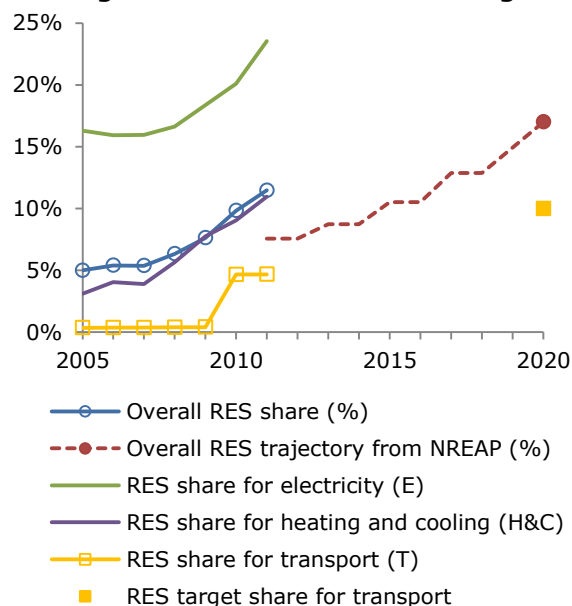 25%
20%
15%
10%
5%
0%
2005 2010 2015 2020
Overall RES share (%)
Overall RES trajectory from NREAP (%)
RES share for electricity (E)
RES share for heating and cooling (H&C)
RES share for transport (T)
RES target share for transport